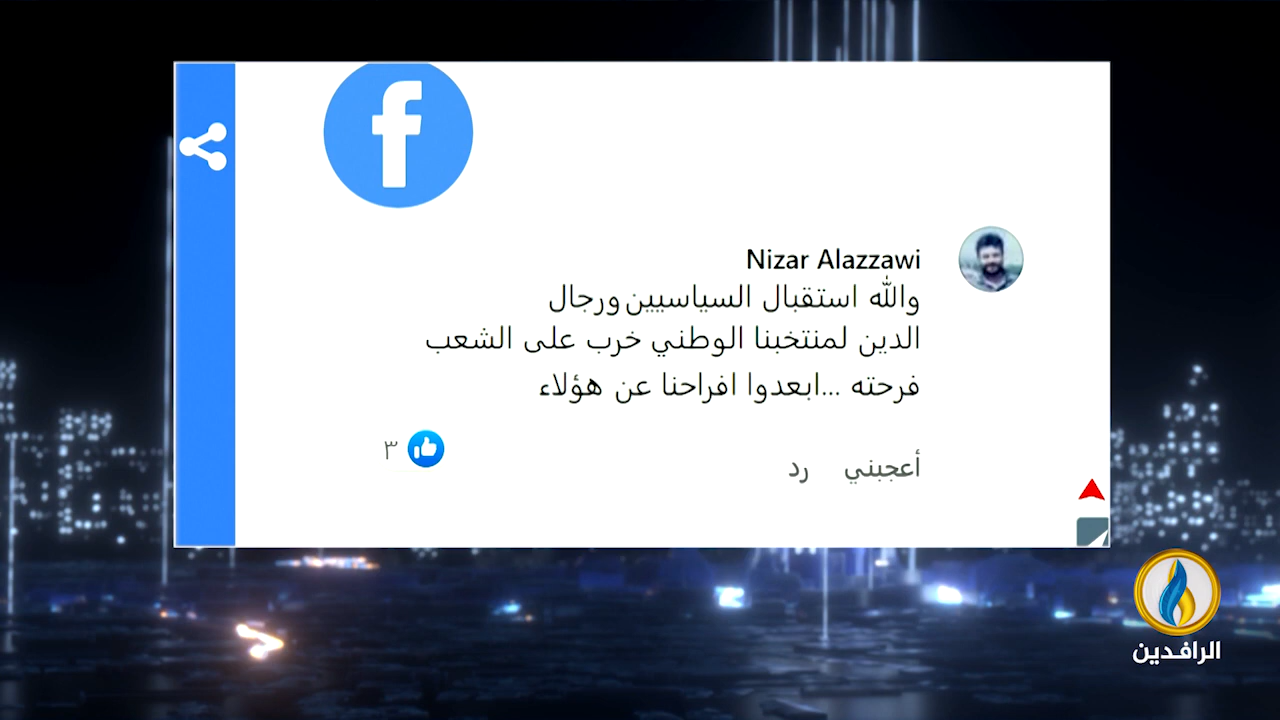 Nizar Alazzawi
والله استقبال السياسيين ورجال
الدين لمنتخبنا الوطني خرب على الشعب
فرحته ...ابعدوا افراحنا عن هؤلاء
أعجبني رد
٣
الرافدين